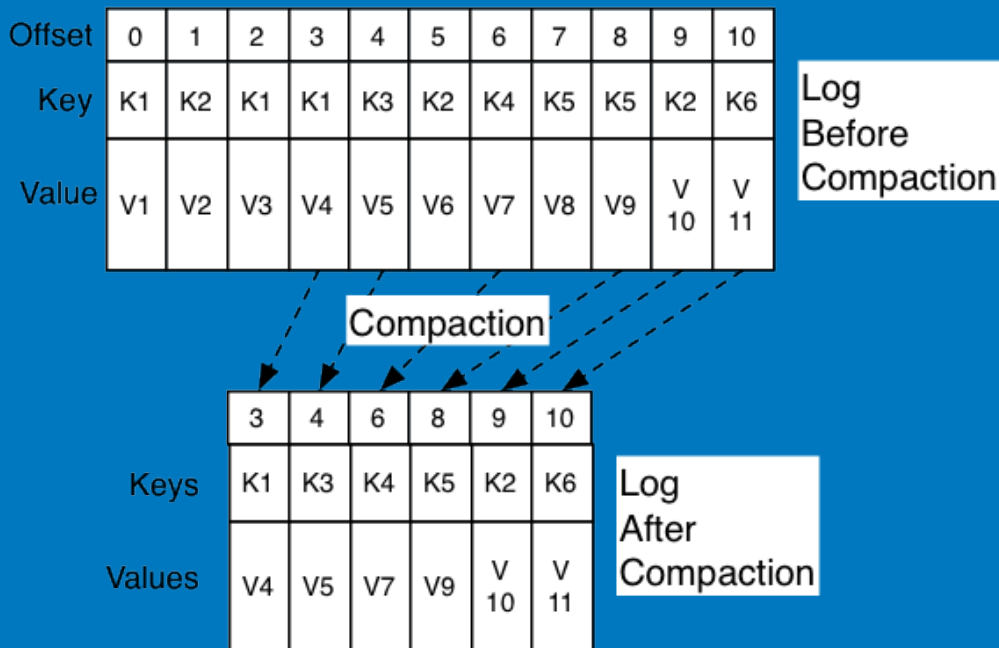 Offset 0 1 2 3 4 5 6 7 8 9 10
Key K1 K2 K1 K1 K3 K2 K4 K5 K5 K2 K6
Value V1 V2 V3 V4 V5 V6 V7 V8 V9 V 10 V 11
Log
Before
Compaction
Compaction
3 4 6 8 9 10
Keys K1 K3 K4 K5 K2 K6
Values V4 V5 V7 V9 V 10 V 11
Log
After
Compaction